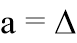 a = Δ